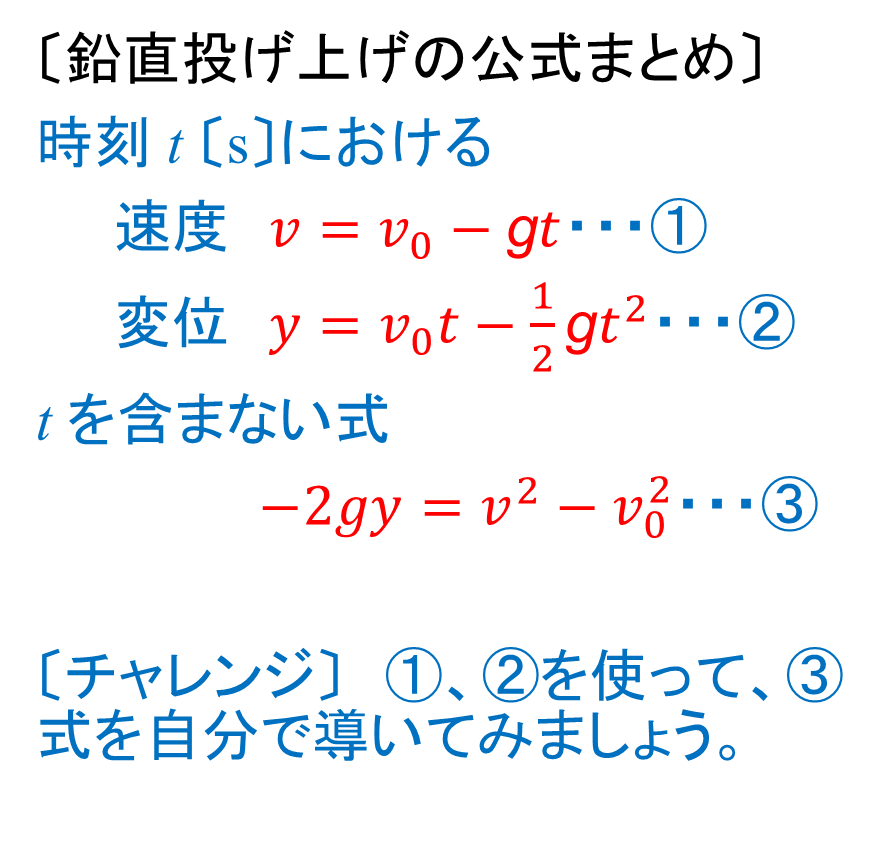 〔鉛直投げ上げの公式まとめ〕
時刻 t〔s〕における
速度 v = v₀ − gt・・・①
変位 y = v₀t − 1/2 gt²・・・②
t を含まない式
−2gy = v² − v₀²・・・③
〔チャレンジ〕 ①、②を使って、③
式を自分で導いてみましょう。